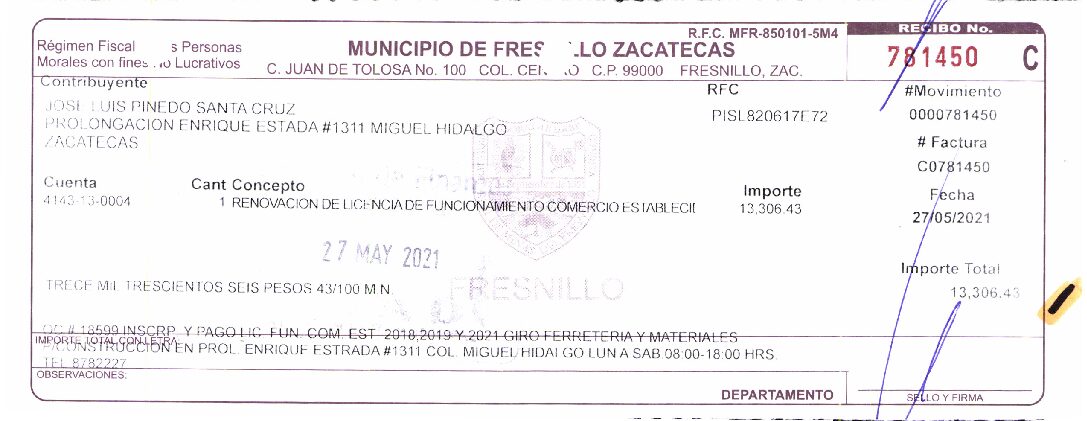 R.F.C. MFR-850101-5M4
RECIBO No.
Régimen Fiscal s Personas
Morales con fines Lucrativos
MUNICIPIO DE FRES LLO ZACATECAS
C. JUAN DE TOLOSA No. 100 COL. CEN O C.P. 99000 FRESNILLO, ZAC.
781450 C
Contribuyente
RFC
#Movimiento
JOSE LUIS PINEDO SANTA CRUZ
PISL820617E72
0000781450
PROLONGACION ENRIQUE ESTADA #1311 MIGUEL HIDALGO
ZACATECAS
# Factura
C0781450
Cuenta
Cant Concepto
Importe
Fecha
4143-13-0004
1 RENOVACION DE LICENCIA DE FUNCIONAMIENTO COMERCIO ESTABLECI
13,306.43
27/05/2021
27 MAY 2021
Importe Total
TRECE MIL TRESCIENTOS SEIS PESOS 43/100 M.N.
FRESNILLO
13,306.43
OC # 18599 INSCRP. Y PAGO LIC. FUN. COM. EST. 2018,2019 Y 2021 GIRO FERRETERIA Y MATERIALES
IMPORTE TOTAL CON LETRA
P/CONSTRUCCION EN PROL. ENRIQUE ESTRADA #1311 COL. MIGUEL HIDALGO LUN A SAB 08:00-18:00 HRS.
TEL 8782227
OBSERVACIONES:
DEPARTAMENTO
SELLO Y FIRMA